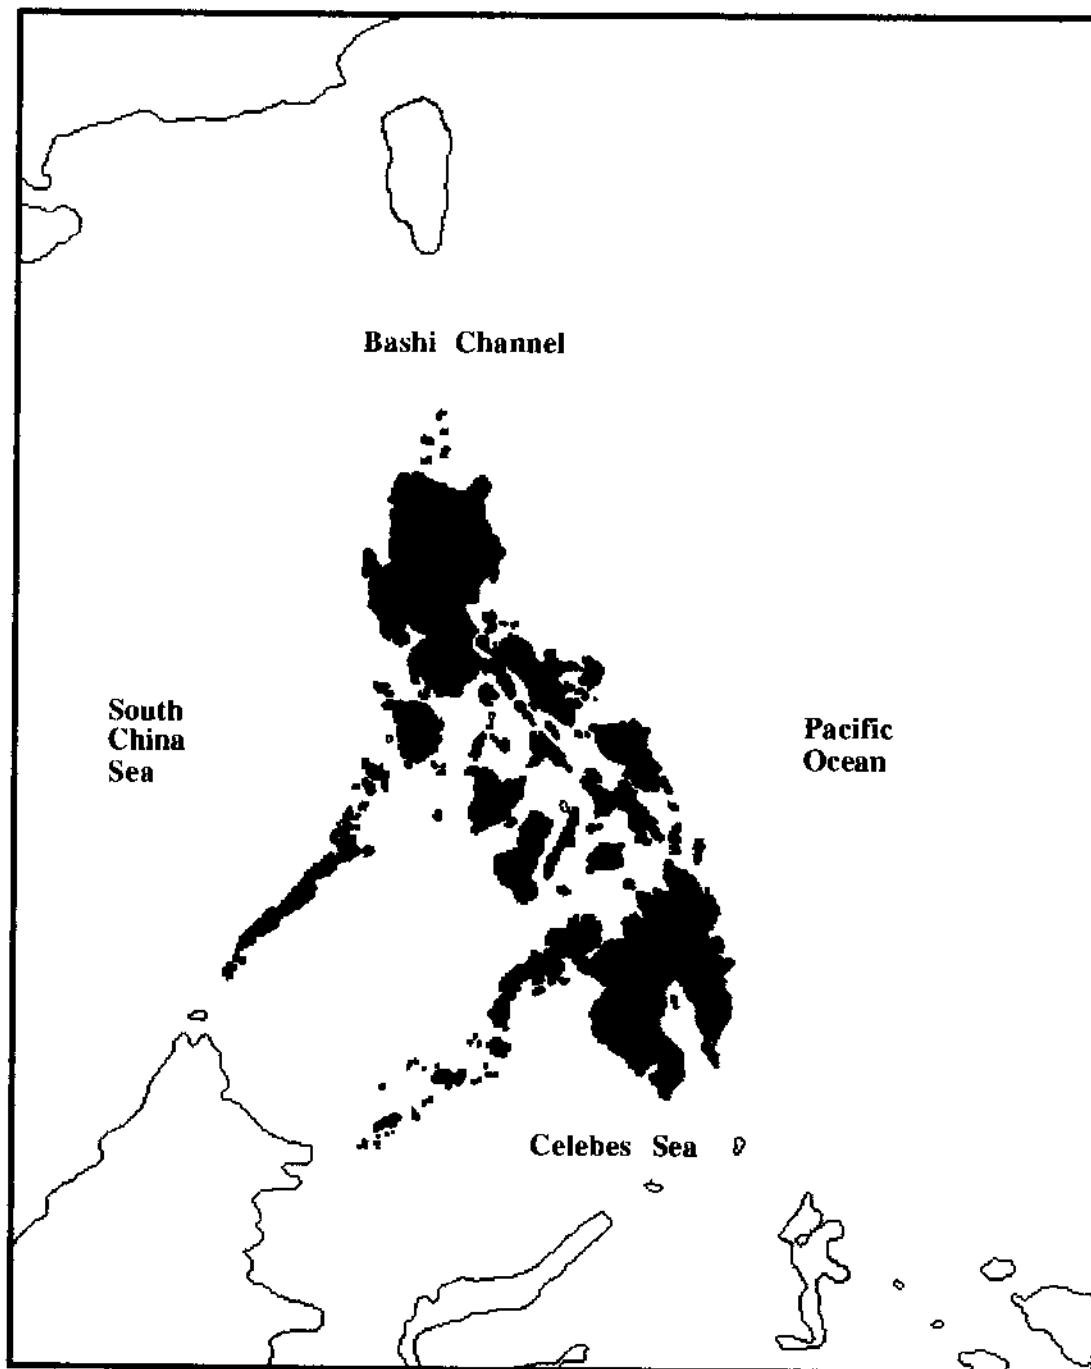 Bashi Channel
South
China
Sea
Pacific
Ocean
Celebes Sea